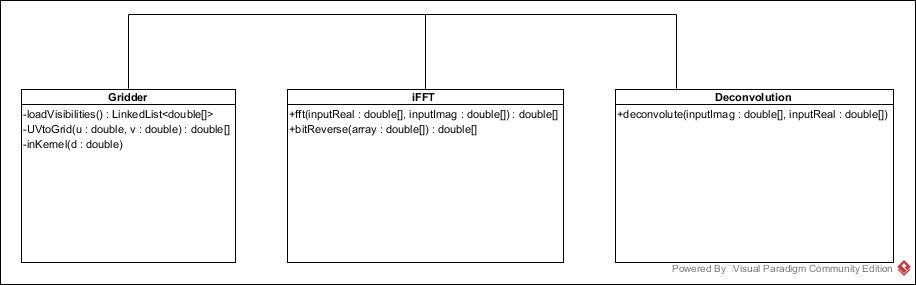 Gridder
-loadVisibilities() : LinkedList<double[]>
-UVtoGrid(u : double, v : double) : double[]
-inKernel(d : double)
iFFT
+fft(inputReal : double[], inputImag : double[]) : double[]
+bitReverse(array : double[]) : double[]
Deconvolution
+deconvolute(inputImag : double[], inputReal : double[])
Powered By Visual Paradigm Community Edition